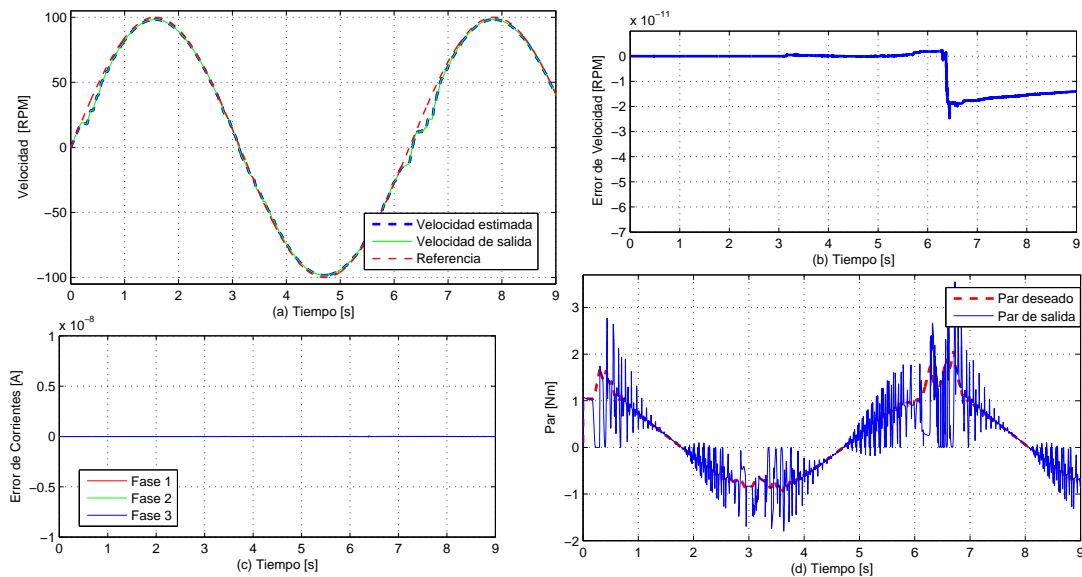 100
50
0
−50
−100
Velocidad [RPM]
0 1 2 3 4 5 6 7 8 9
(a) Tiempo [s]
Velocidad estimada
Velocidad de salida
Referencia
x 10⁻¹¹
1
0
−1
−2
−3
−4
−5
−6
−7
Error de Velocidad [RPM]
0 1 2 3 4 5 6 7 8 9
(b) Tiempo [s]
x 10⁻⁸
1
0.5
0
−0.5
−1
Error de Corrientes [A]
Fase 1
Fase 2
Fase 3
0 1 2 3 4 5 6 7 8 9
(c) Tiempo [s]
3
2
1
0
−1
−2
Par [Nm]
Par deseado
Par de salida
0 1 2 3 4 5 6 7 8 9
(d) Tiempo [s]